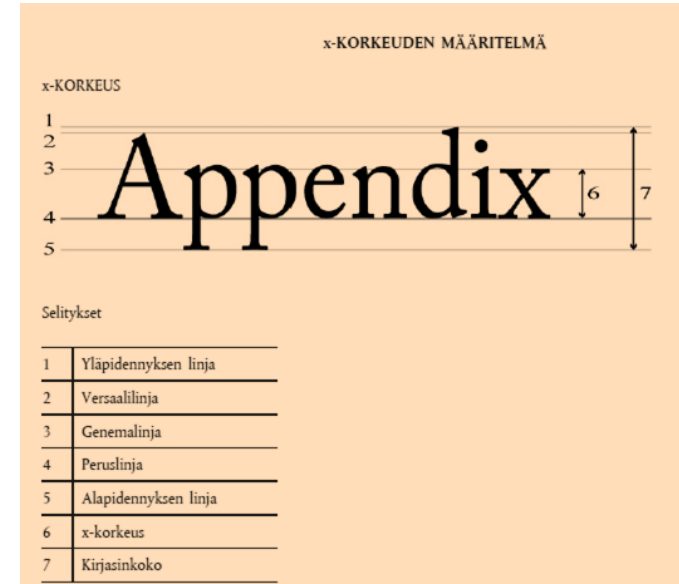 x-KORKEUDEN MÄÄRITELMÄ
x-KORKEUS
1
2
3
4
5
Appendix
6
7
Selitykset
1 Yläpidennyksen linja
2 Versaalilinja
3 Genemalinja
4 Peruslinja
5 Alapidennyksen linja
6 x-korkeus
7 Kirjasinkoko